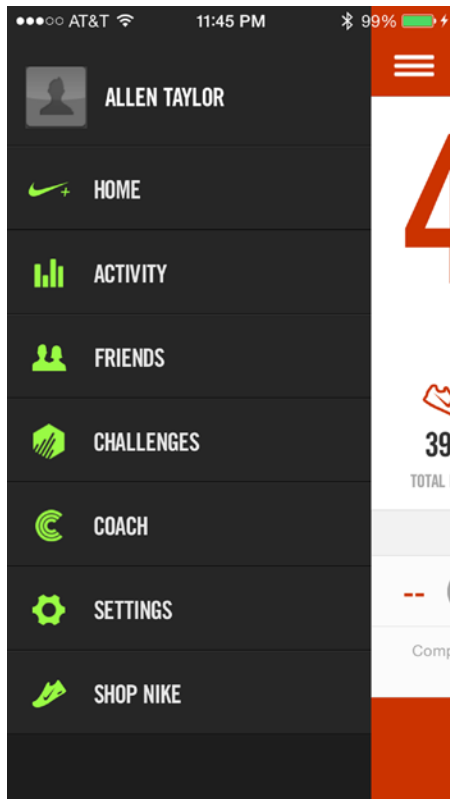 AT&T 11:45 PM 99%
ALLEN TAYLOR
HOME
ACTIVITY
FRIENDS
CHALLENGES
COACH
SETTINGS
SHOP NIKE
4
39
TOTAL
--
Comp